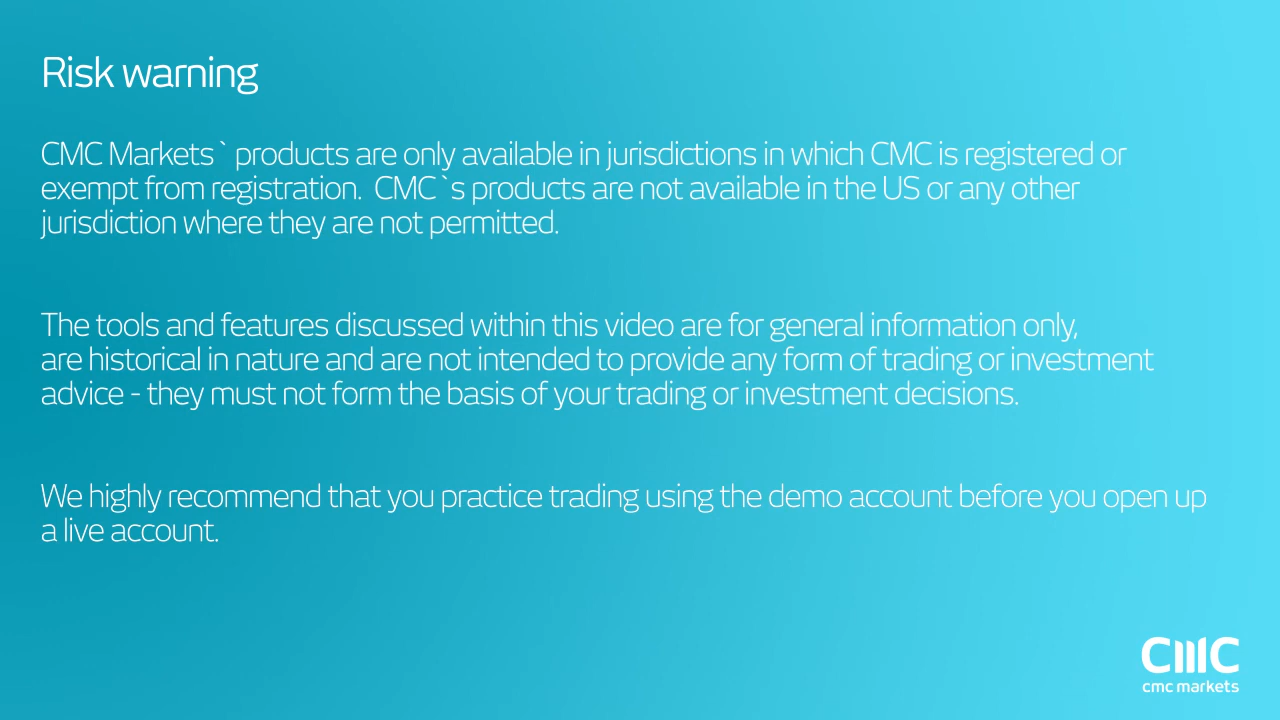 Risk warning
CMC Markets` products are only available in jurisdictions in which CMC is registered or
exempt from registration.  CMC`s products are not available in the US or any other
jurisdiction where they are not permitted.
The tools and features discussed within this video are for general information only,
are historical in nature and are not intended to provide any form of trading or investment
advice - they must not form the basis of your trading or investment decisions.
We highly recommend that you practice trading using the demo account before you open up
a live account.
CMC
cmc markets